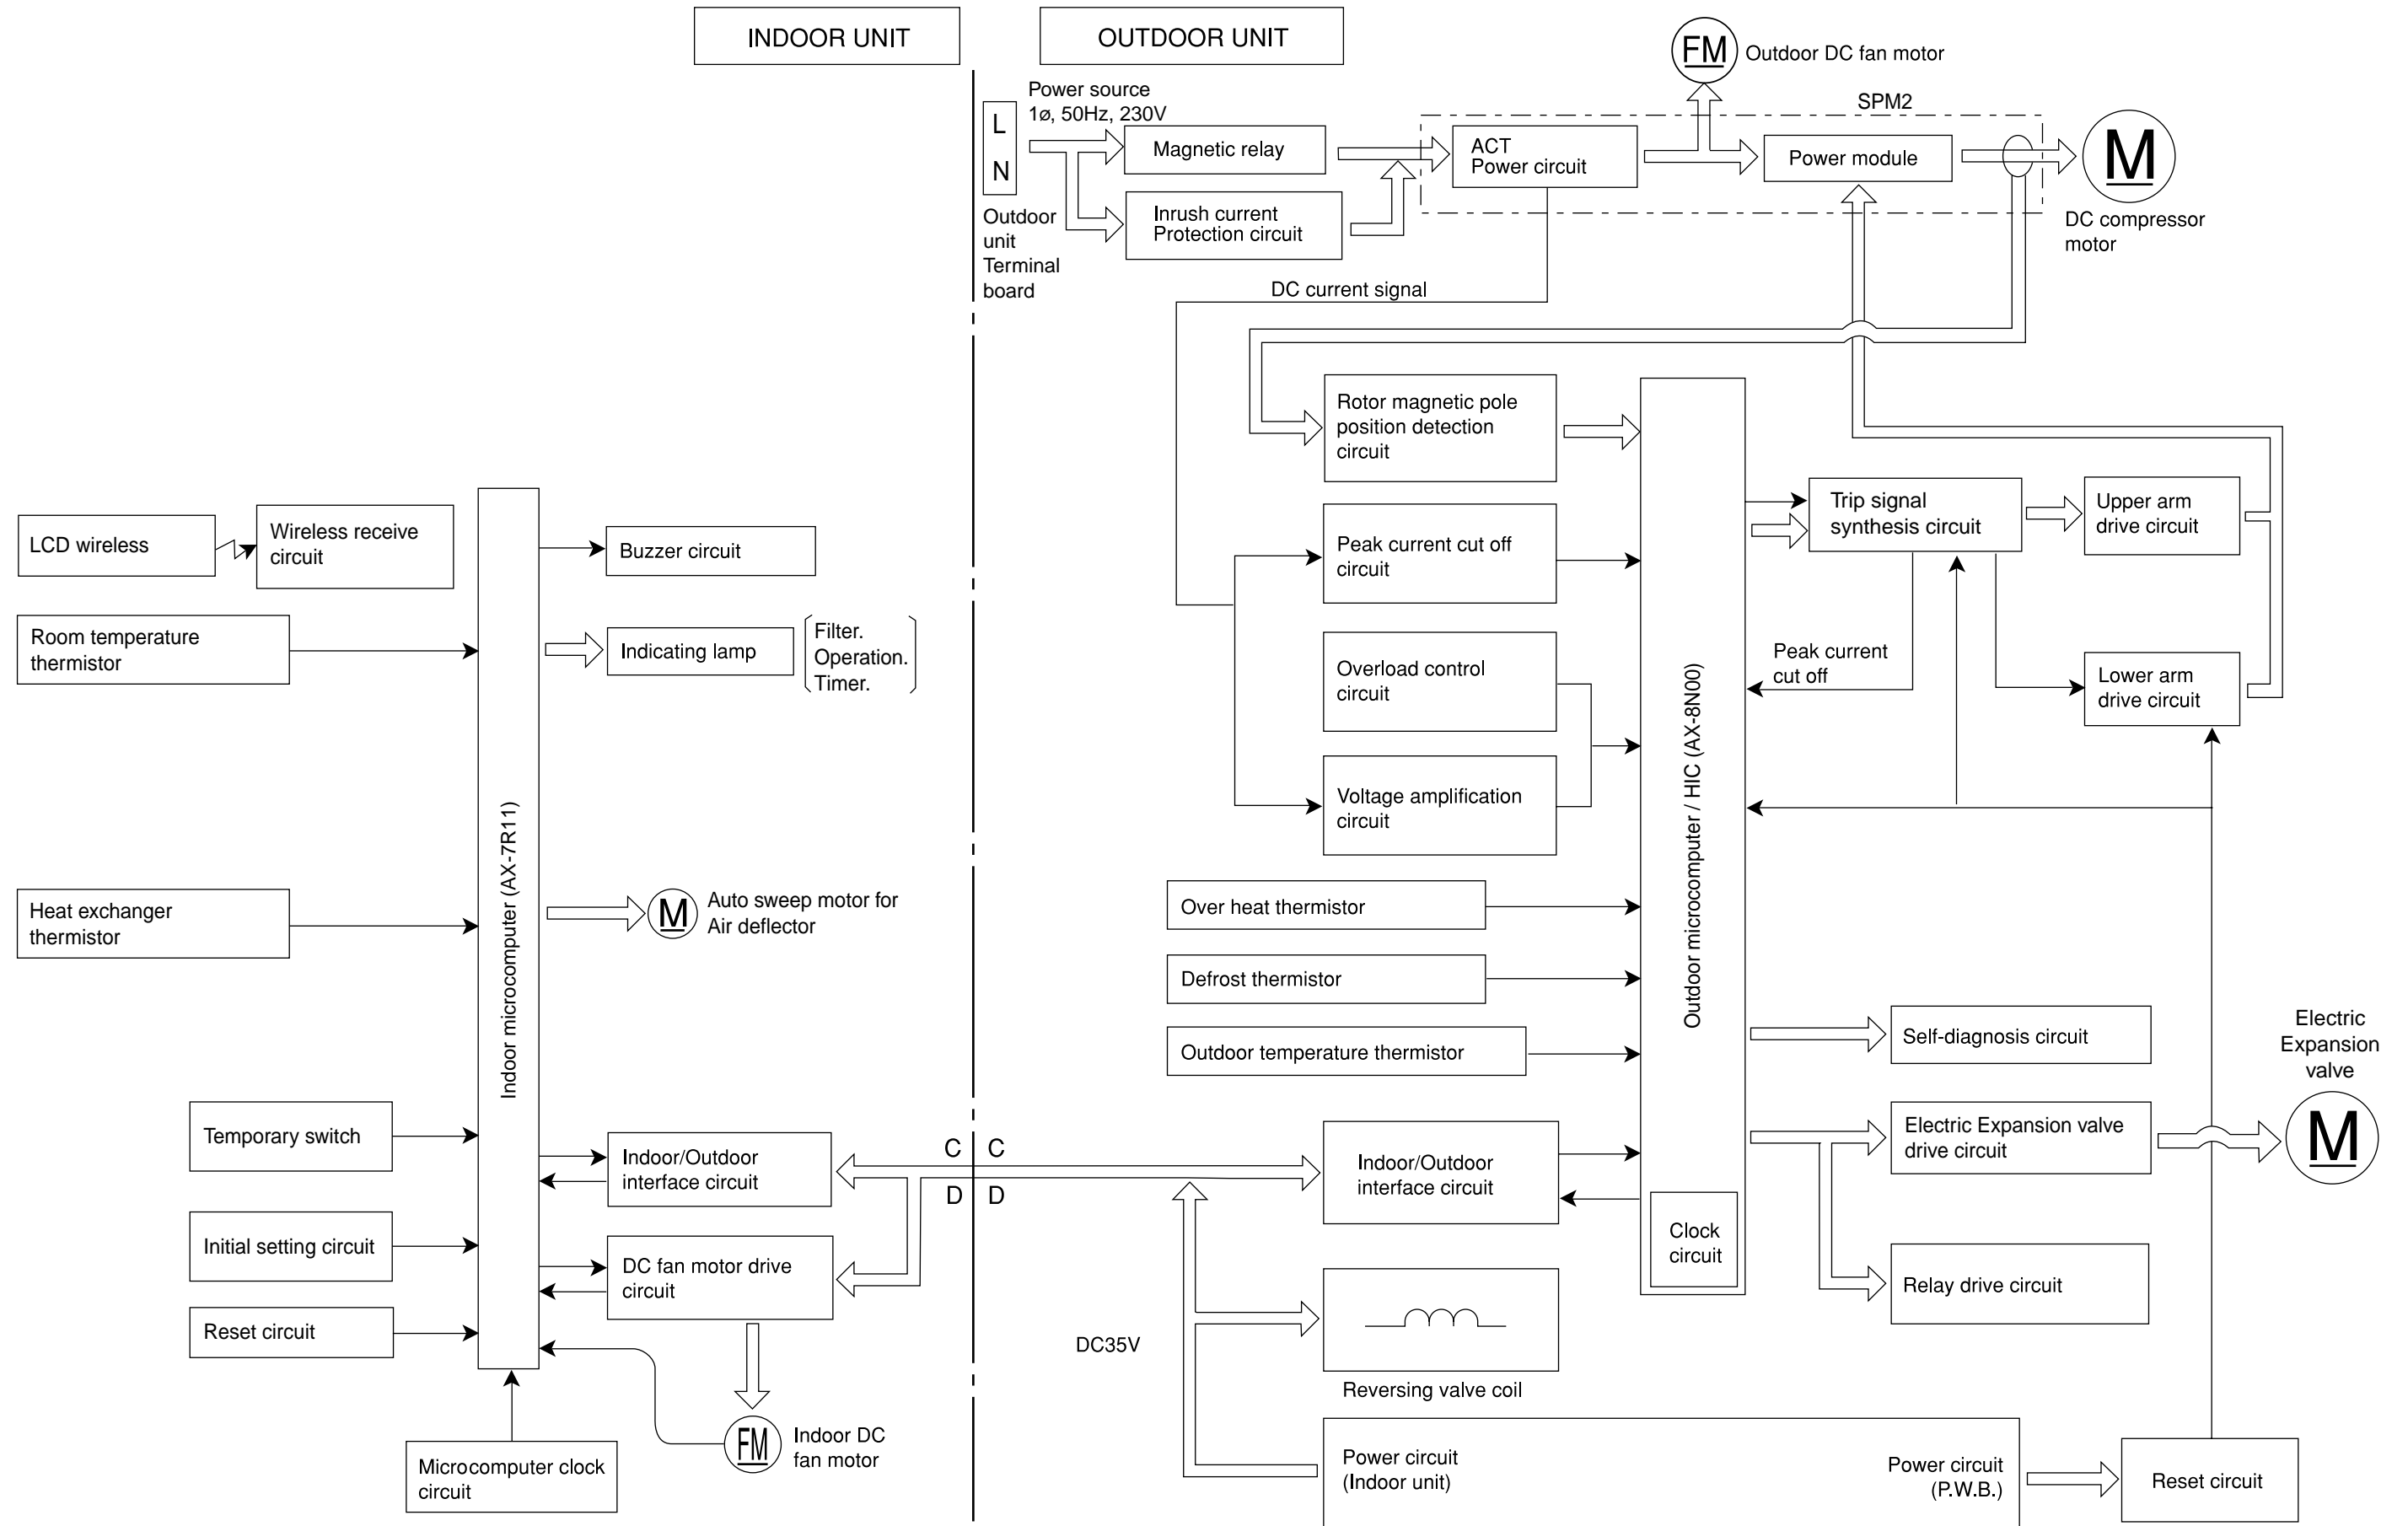 INDOOR UNIT
OUTDOOR UNIT
FM
Outdoor DC fan motor
Power source
1ø, 50Hz, 230V
L
N
Outdoor
unit
Terminal
board
Magnetic relay
Inrush current
Protection circuit
SPM2
ACT
Power circuit
Power module
M
DC compressor
motor
DC current signal
Rotor magnetic pole
position detection
circuit
Peak current cut off
circuit
Overload control
circuit
Voltage amplification
circuit
Outdoor microcomputer / HIC (AX-8N00)
Trip signal
synthesis circuit
Upper arm
drive circuit
Peak current
cut off
Lower arm
drive circuit
LCD wireless
Wireless receive
circuit
Buzzer circuit
Room temperature
thermistor
Indicating lamp
Filter.
Operation.
Timer.
Indoor microcomputer (AX-7R11)
Heat exchanger
thermistor
M
Auto sweep motor for
Air deflector
Over heat thermistor
Defrost thermistor
Outdoor temperature thermistor
Self-diagnosis circuit
Electric
Expansion
valve
M
Electric Expansion valve
drive circuit
Relay drive circuit
Temporary switch
Initial setting circuit
Reset circuit
Indoor/Outdoor
interface circuit
C C
D D
Indoor/Outdoor
interface circuit
Clock
circuit
DC fan motor drive
circuit
DC35V
Reversing valve coil
FM
Indoor DC
fan motor
Microcomputer clock
circuit
Power circuit
(Indoor unit)
Power circuit
(P.W.B.)
Reset circuit